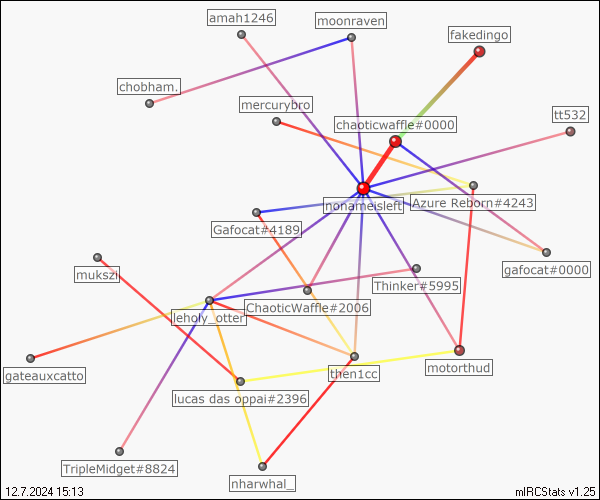 amah1246
moonraven
fakedingo
chobham.
mercurybro
tt532
chaoticwaffle#0000
nonameisleft
Azure Reborn#4243
Gafocat#4189
gafocat#0000
mukszi
Thinker#5995
ChaoticWaffle#2006
leholy_otter
gateauxcatto
then1cc
motorthud
lucas das oppai#2396
TripleMidget#8824
nharwhal_
12.7.2024 15:13
mIRCStats v1.25